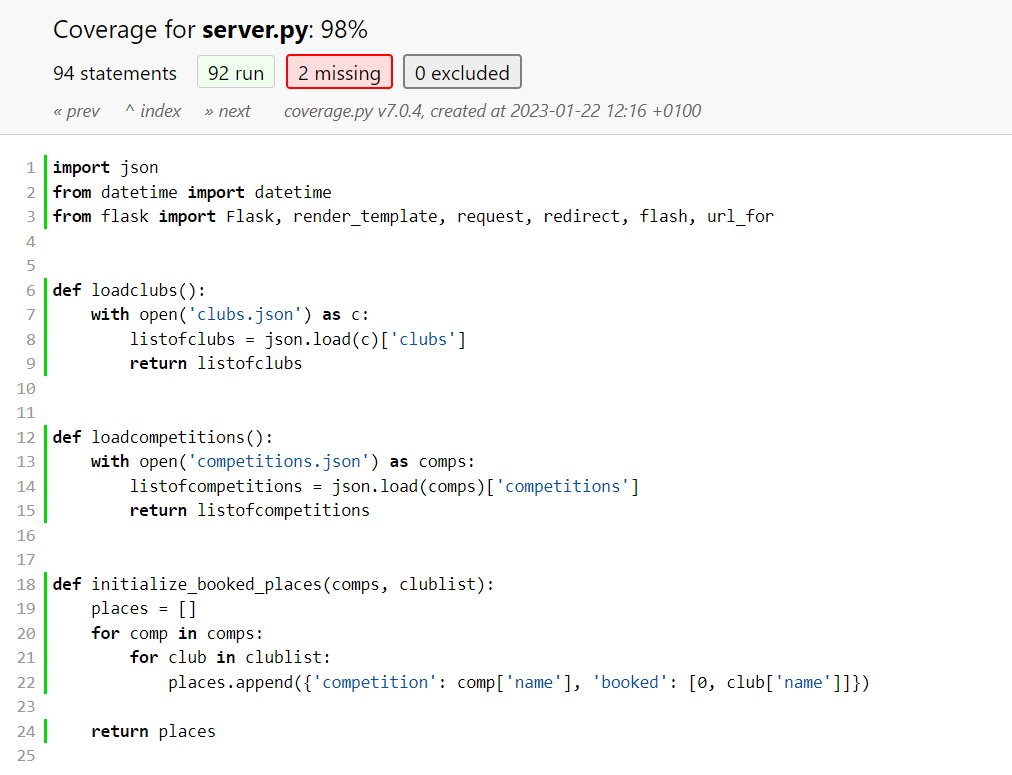 Coverage for server.py: 98%
94 statements 92 run 2 missing 0 excluded
« prev ^ index » next coverage.py v7.0.4, created at 2023-01-22 12:16 +0100
1 import json
2 from datetime import datetime
3 from flask import Flask, render_template, request, redirect, flash, url_for
4
5
6 def loadclubs():
7     with open('clubs.json') as c:
8         listofclubs = json.load(c)['clubs']
9         return listofclubs
10
11
12 def loadcompetitions():
13     with open('competitions.json') as comps:
14         listofcompetitions = json.load(comps)['competitions']
15         return listofcompetitions
16
17
18 def initialize_booked_places(comps, clublist):
19     places = []
20     for comp in comps:
21         for club in clublist:
22             places.append({'competition': comp['name'], 'booked': [0, club['name']]})
23
24     return places
25